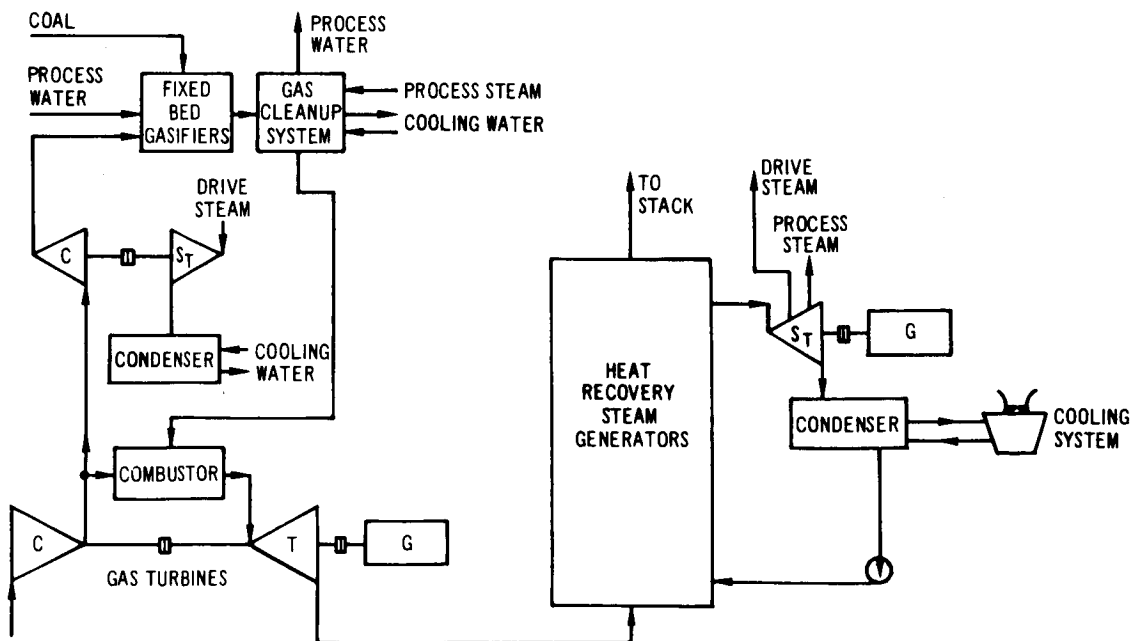 COAL
PROCESS
WATER
FIXED
BED
GASIFIERS
PROCESS
WATER
GAS
CLEANUP
SYSTEM
PROCESS STEAM
COOLING WATER
DRIVE
STEAM
C
ST
CONDENSER
COOLING
WATER
COMBUSTOR
C
T
G
GAS TURBINES
TO
STACK
DRIVE
STEAM
PROCESS
STEAM
HEAT
RECOVERY
STEAM
GENERATORS
ST
G
CONDENSER
COOLING
SYSTEM